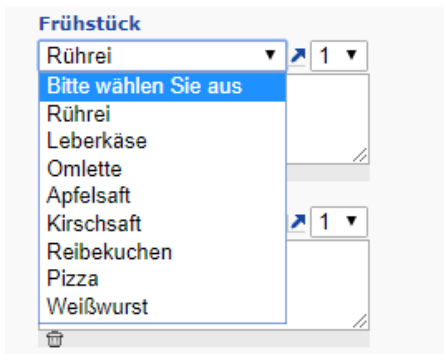 Frühstück
Rührei 1
Bitte wählen Sie aus
Rührei
Leberkäse
Omlette
Apfelsaft
Kirschsaft 1
Reibekuchen
Pizza
Weißwurst